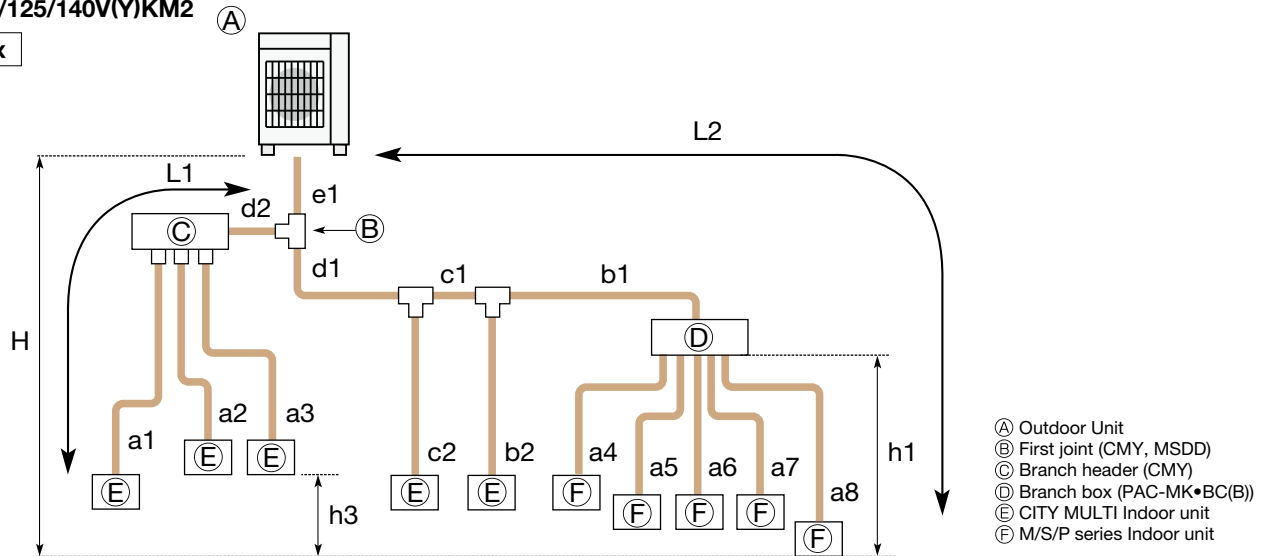 /125/140V(Y)KM2
x
Ⓐ
L2
L1
e1
d2
Ⓒ
Ⓑ
d1
c1
b1
H
Ⓓ
a1
a2
a3
c2
b2
a4
a5
a6
a7
a8
h1
Ⓔ
Ⓔ
Ⓔ
Ⓔ
Ⓔ
Ⓕ
Ⓕ
Ⓕ
Ⓕ
Ⓕ
h3
Ⓐ Outdoor Unit
Ⓑ First joint (CMY, MSDD)
Ⓒ Branch header (CMY)
Ⓓ Branch box (PAC-MK•BC(B))
Ⓔ CITY MULTI Indoor unit
Ⓕ M/S/P series Indoor unit